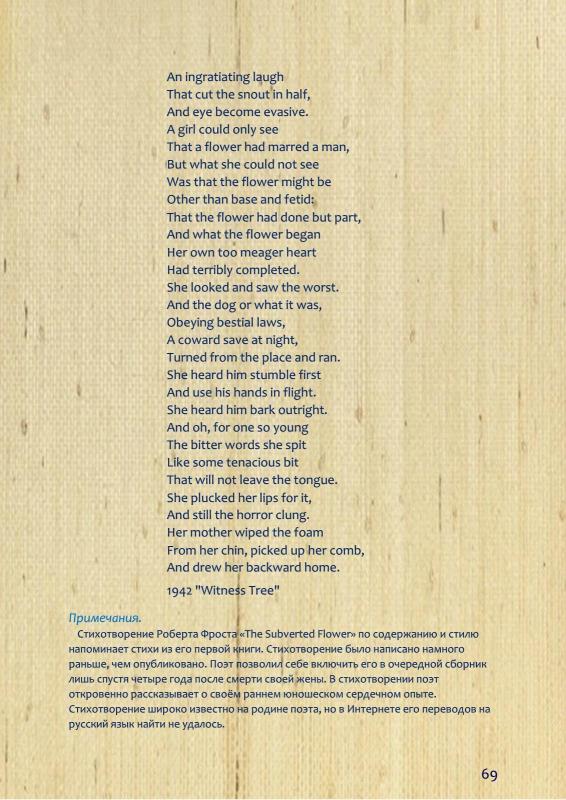 An ingratiating laugh
That cut the snout in half,
And eye become evasive.
A girl could only see
That a flower had marred a man,
But what she could not see
Was that the flower might be
Other than base and fetid:
That the flower had done but part,
And what the flower began
Her own too meager heart
Had terribly completed.
She looked and saw the worst.
And the dog or what it was,
Obeying bestial laws,
A coward save at night,
Turned from the place and ran.
She heard him stumble first
And use his hands in flight.
She heard him bark outright.
And oh, for one so young
The bitter words she spit
Like some tenacious bit
That will not leave the tongue.
She plucked her lips for it,
And still the horror clung.
Her mother wiped the foam
From her chin, picked up her comb,
And drew her backward home.
1942 "Witness Tree"
Примечания.
Стихотворение Роберта Фроста «The Subverted Flower» по содержанию и стилю
напоминает стихи из его первой книги. Стихотворение было написано намного
раньше, чем опубликовано. Поэт позволил себе включить его в очередной сборник
лишь спустя четыре года после смерти своей жены. В стихотворении поэт
откровенно рассказывает о своём раннем юношеском сердечном опыте.
Стихотворение широко известно на родине поэта, но в Интернете его переводов на
русский язык найти не удалось.
69